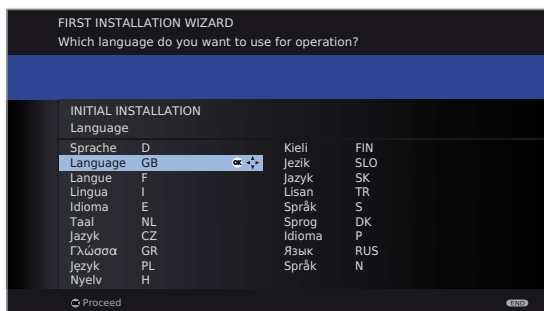 FIRST INSTALLATION WIZARD
Which language do you want to use for operation?
INITIAL INSTALLATION
Language
Sprache D
Language GB OK
Langue F
Lingua I
Idioma E
Taal NL
Jazyk CZ
Γλώσσα GR
Język PL
Nyelv H
Kieli FIN
Jezik SLO
Jazyk SK
Lisan TR
Språk S
Sprog DK
Idioma P
Язык RUS
Språk N
OK Proceed
END